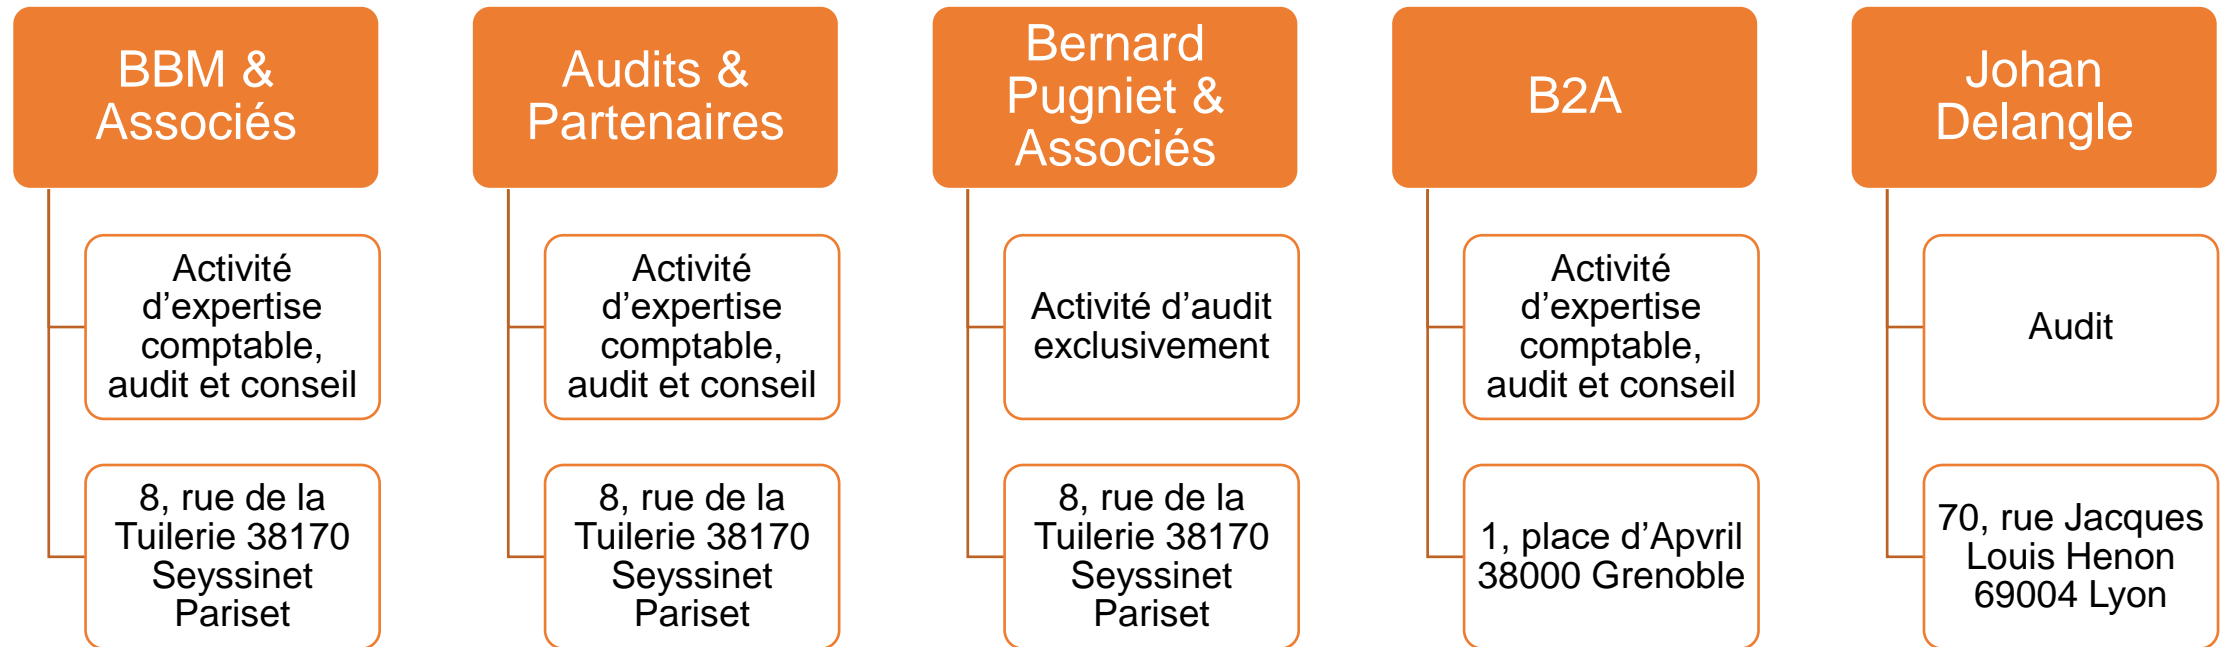 BBM &
Associés
Activité
d’expertise
comptable,
audit et conseil
8, rue de la
Tuilerie 38170
Seyssinet
Pariset
Audits &
Partenaires
Activité
d’expertise
comptable,
audit et conseil
8, rue de la
Tuilerie 38170
Seyssinet
Pariset
Bernard
Pugniet &
Associés
Activité d’audit
exclusivement
8, rue de la
Tuilerie 38170
Seyssinet
Pariset
B2A
Activité
d’expertise
comptable,
audit et conseil
1, place d’Apvril
38000 Grenoble
Johan
Delangle
Audit
70, rue Jacques
Louis Henon
69004 Lyon